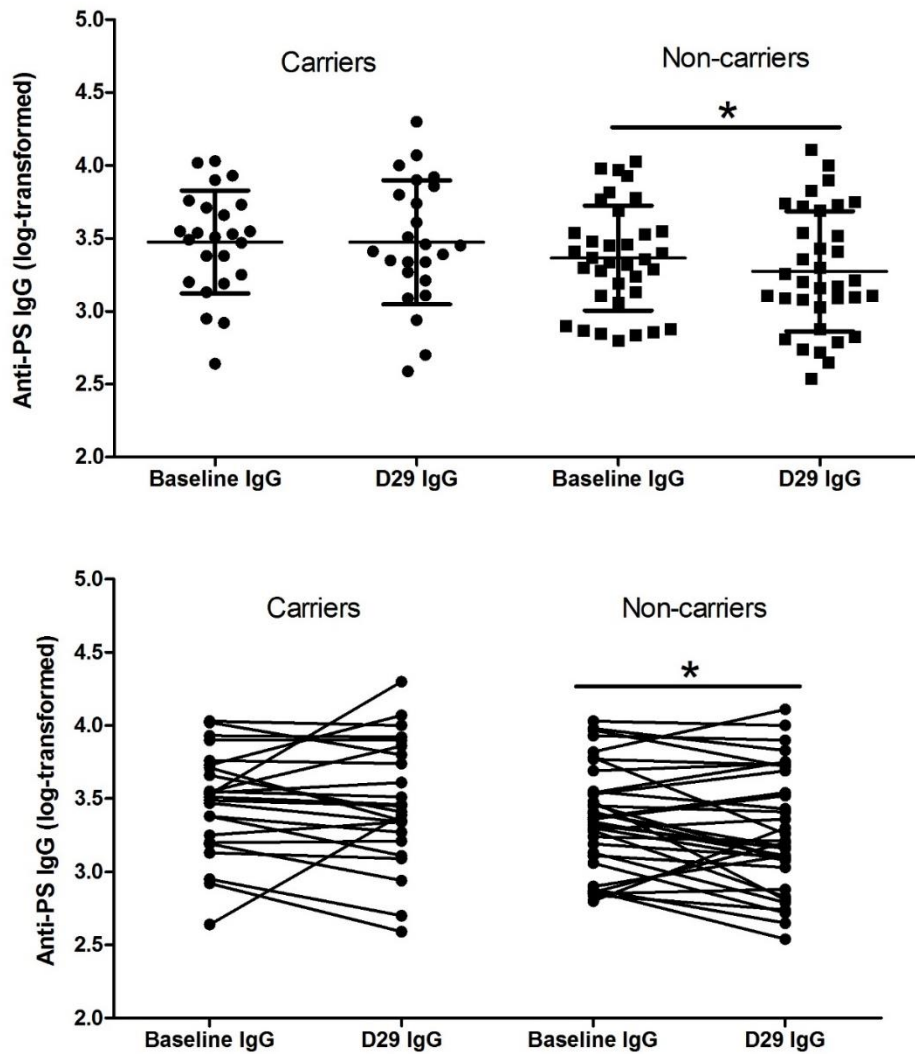 Anti-PS IgG (log-transformed)
5.0
4.5
4.0
3.5
3.0
2.5
2.0
Carriers
Non-carriers
*
Baseline IgG
D29 IgG
Baseline IgG
D29 IgG
Anti-PS IgG (log-transformed)
5.0
4.5
4.0
3.5
3.0
2.5
2.0
Carriers
Non-carriers
*
Baseline IgG
D29 IgG
Baseline IgG
D29 IgG